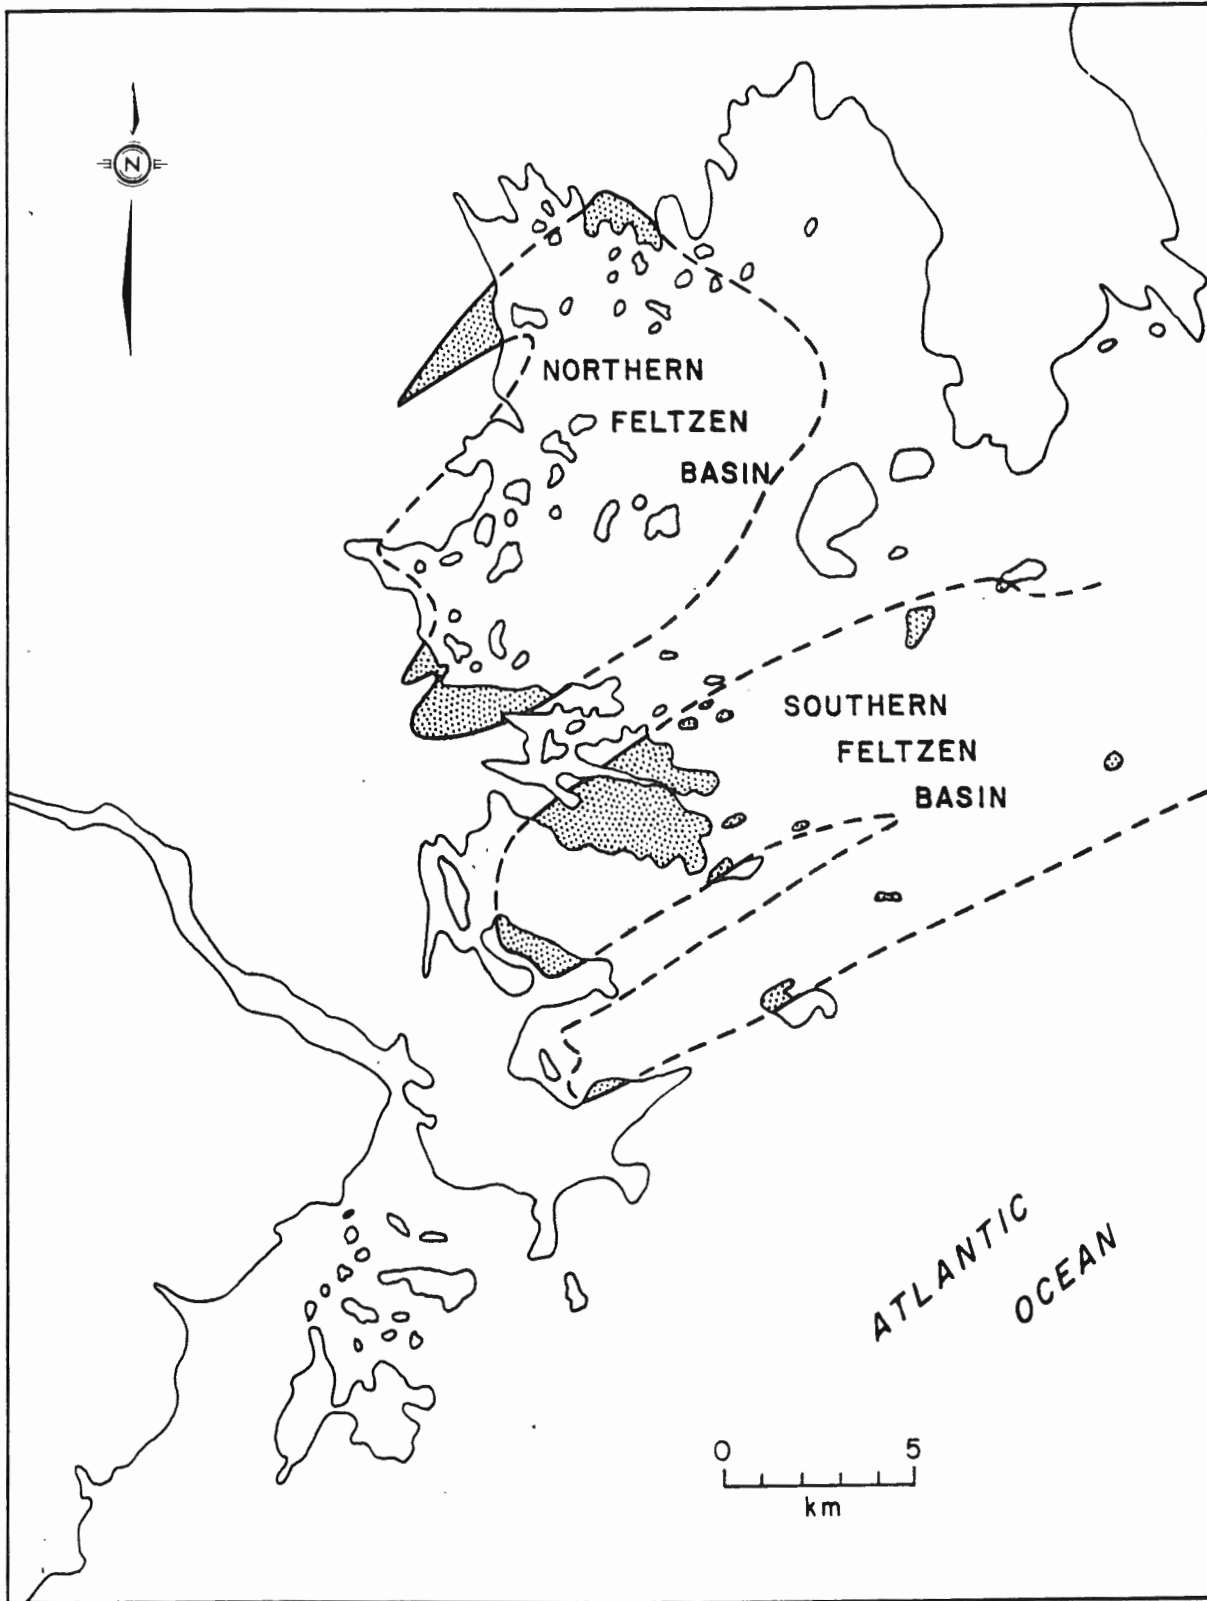 N
NORTHERN
FELTZEN
BASIN
SOUTHERN
FELTZEN
BASIN
ATLANTIC
OCEAN
0 5
km